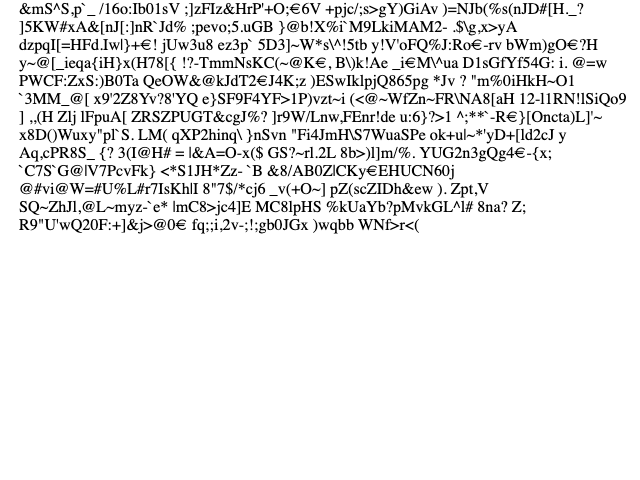 &mS^S,p`_ /16o:Ib01sV ;]zFIz&HrP'+O;€6V +pjc/;s>gY)GiAv )=NJb(%s(nJD#[H._?
]5KW#xA&[nJ[:]nR`Jd% ;pevo;5.uGB }@b!X%i`M9LkiMAM2- .$\g,x>yA
dzpqI[=HFd.Iw|}+€! jUw3u8 ez3p` 5D3]~W*s\^!5tb y!V'oFQ%J:Ro€-rv bWm)gO€?H
y~@[_ieqa{iH}x(H78[{ !?-TmmNsKC(~@K€, B\)k!Ae _i€M\^ua D1sGfYf54G: i. @=w
PWCF:ZxS:)B0Ta QeOW&@kJdT2€J4K;z )ESwIklpjQ865pg *Jv ? "m%0iHkH~O1
`3MM_@[ x9'2Z8Yv?8'YQ e}SF9F4YF>1P)vzt~i (<@~WfZn~FR\NA8[aH 12-l1RN!lSiQo9
] ,,(H Zlj lFpuA[ ZRSZPUGT&cgJ%? ]r9W/Lnw,FEnr!de u:6}?>1 ^;**`-R€}[Oncta)L]'~
x8D()Wuxy"pl`S. LM( qXP2hinq\ }nSvn "Fi4JmH\S7WuaSPe ok+u|~*'yD+[ld2cJ y
Aq,cPR8S_ {? 3(I@H# = |&A=O-x($ GS?~rl.2L 8b>)l]m/%. YUG2n3gQg4€-{x;
`C7S`G@|V7PcvFk} <*S1JH*Zz- `B &8/AB0Z|CKy€EHUCN60j
@#vi@W=#U%L#r7IsKh|I 8"7$/*cj6 _v(+O~] pZ(scZIDh&ew ). Zpt,V
SQ~ZhJl,@L~myz-`e* |mC8>jc4]E MC8lpHS %kUaYb?pMvkGL^l# 8na? Z;
R9"U'wQ20F:+]&j>@0€ fq;;i,2v-;!;gb0JGx )wqbb WNf>r<(